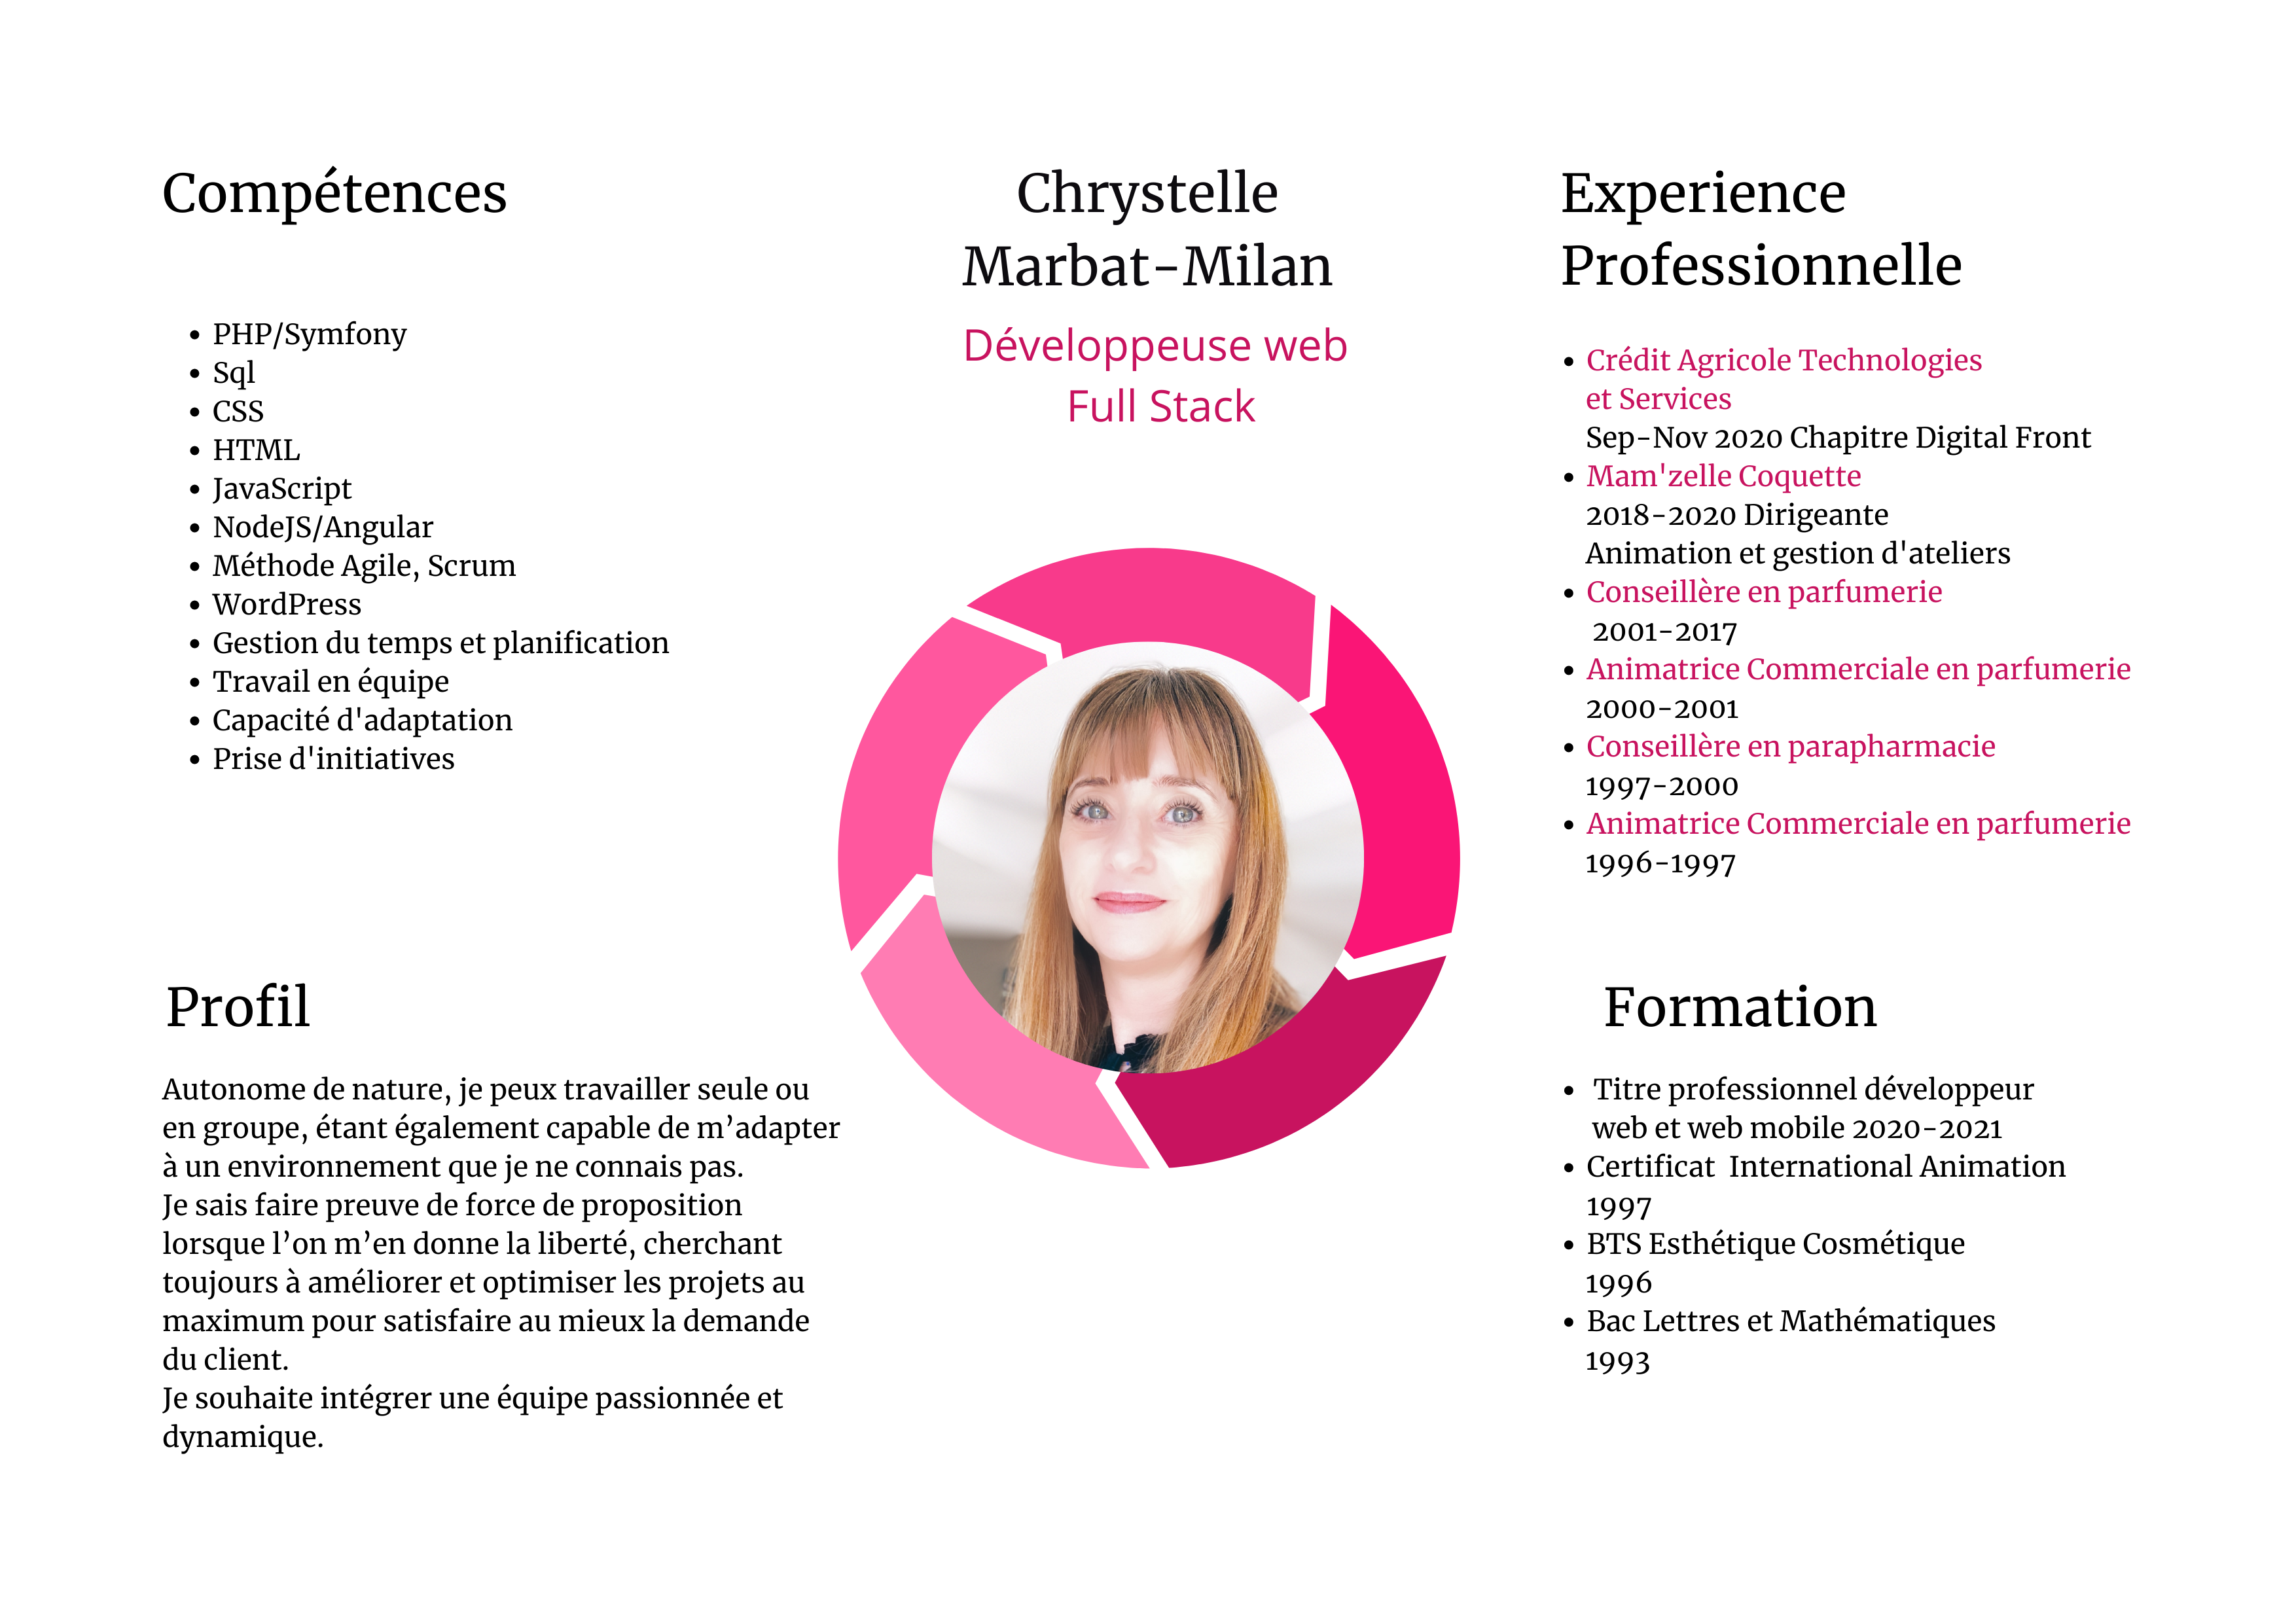 Compétences
PHP/Symfony
Sql
CSS
HTML
JavaScript
NodeJS/Angular
Méthode Agile, Scrum
WordPress
Gestion du temps et planification
Travail en équipe
Capacité d'adaptation
Prise d'initiatives
Profil
Autonome de nature, je peux travailler seule ou
en groupe, étant également capable de m’adapter
à un environnement que je ne connais pas.
Je sais faire preuve de force de proposition
lorsque l’on m’en donne la liberté, cherchant
toujours à améliorer et optimiser les projets au
maximum pour satisfaire au mieux la demande
du client.
Je souhaite intégrer une équipe passionnée et
dynamique.
Chrystelle
Marbat-Milan
Développeuse web
Full Stack
Experience
Professionnelle
Crédit Agricole Technologies
et Services
Sep-Nov 2020 Chapitre Digital Front
Mam'zelle Coquette
2018-2020 Dirigeante
Animation et gestion d'ateliers
Conseillère en parfumerie
2001-2017
Animatrice Commerciale en parfumerie
2000-2001
Conseillère en parapharmacie
1997-2000
Animatrice Commerciale en parfumerie
1996-1997
Formation
Titre professionnel développeur
web et web mobile 2020-2021
Certificat  International Animation
1997
BTS Esthétique Cosmétique
1996
Bac Lettres et Mathématiques
1993